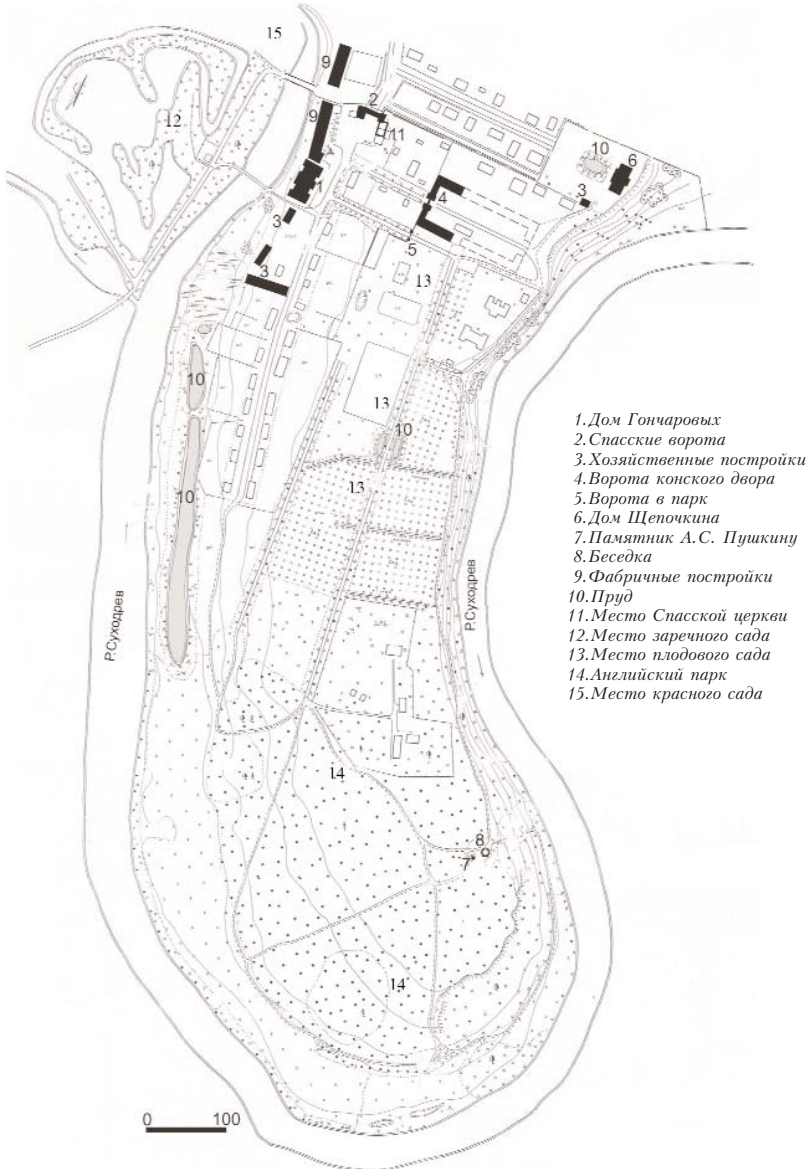 15
9
2
9
11
12
10
6
1
4
3
3
5
3
13
10
13
10
10
13
1. Дом Гончаровых
2. Спасские ворота
3. Хозяйственные постройки
4. Ворота конского двора
5. Ворота в парк
6. Дом Щепочкина
7. Памятник А.С. Пушкину
8. Беседка
9. Фабричные постройки
10. Пруд
11. Место Спасской церкви
12. Место заречного сада
13. Место плодового сада
14. Английский парк
15. Место красного сада
Р.Суходрев
Р.Суходрев
14
8
7
14
0 100